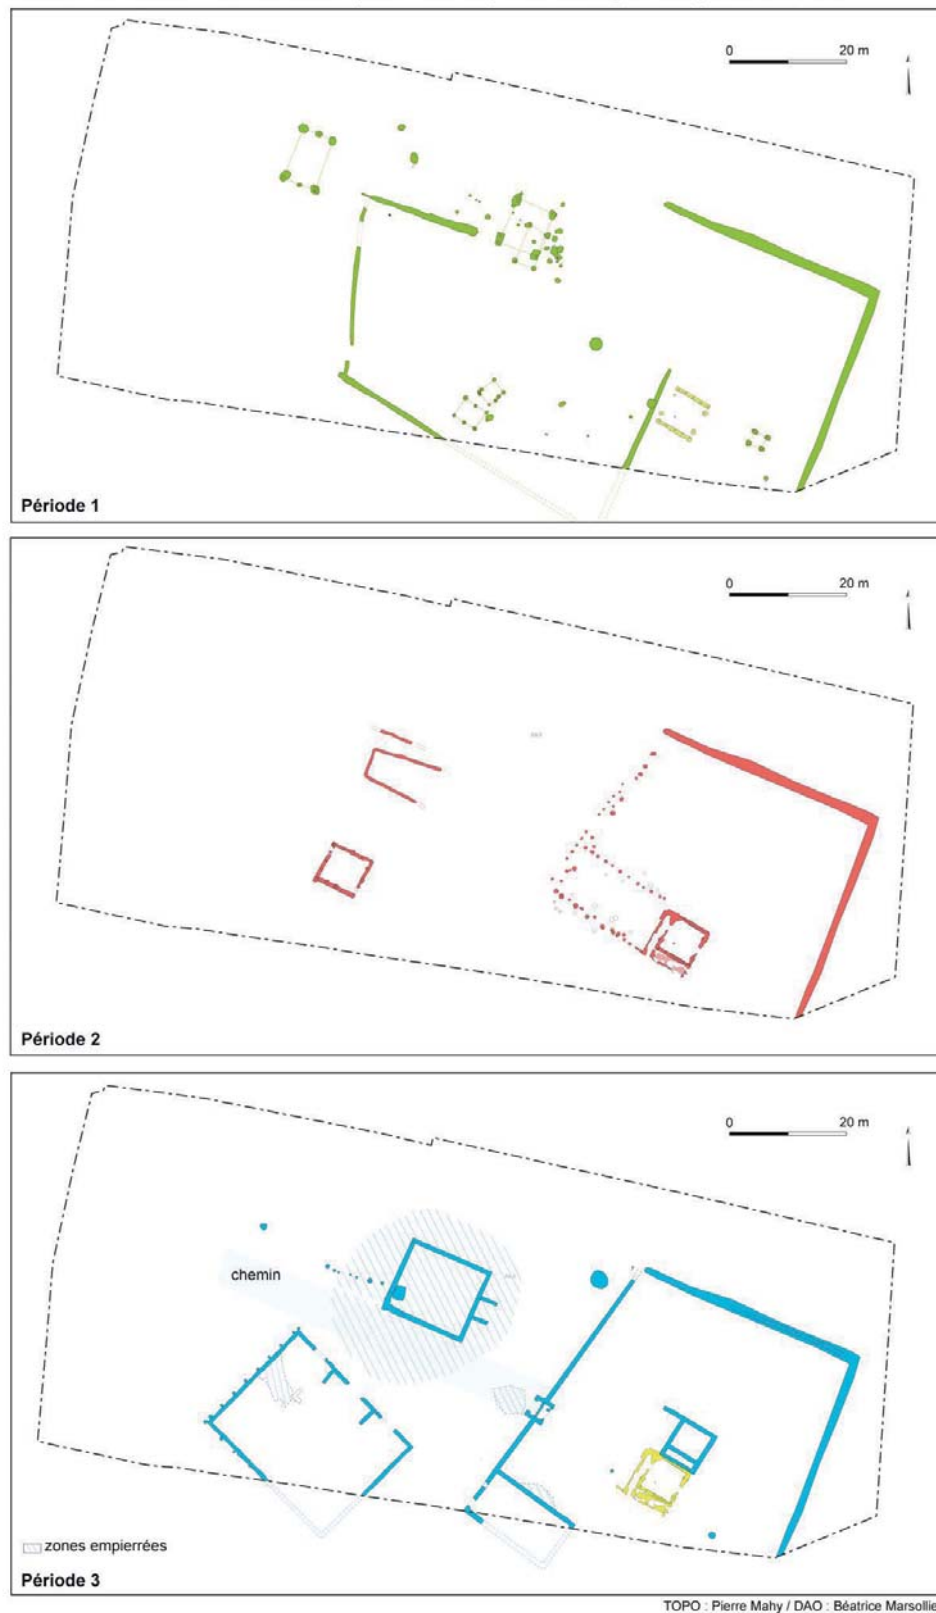 0 20 m
Période 1
0 20 m
Période 2
0 20 m
chemin
zones empierrées
Période 3
TOPO : Pierre Mahy / DAO : Béatrice Marsollie